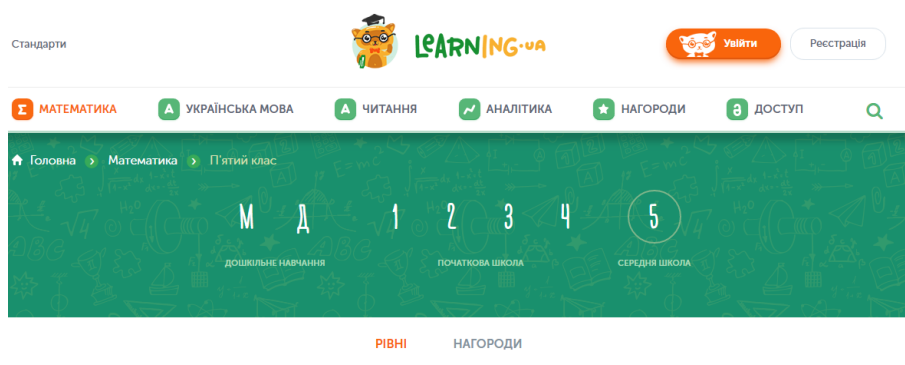 Стандарти
LeARNING·UA
Увійти
Реєстрація
МАТЕМАТИКА
УКРАЇНСЬКА МОВА
ЧИТАННЯ
АНАЛІТИКА
НАГОРОДИ
ДОСТУП
Головна
Математика
П'ятий клас
М Д 1 2 3 4 5
ДОШКІЛЬНЕ НАВЧАННЯ
ПОЧАТКОВА ШКОЛА
СЕРЕДНЯ ШКОЛА
РІВНІ
НАГОРОДИ